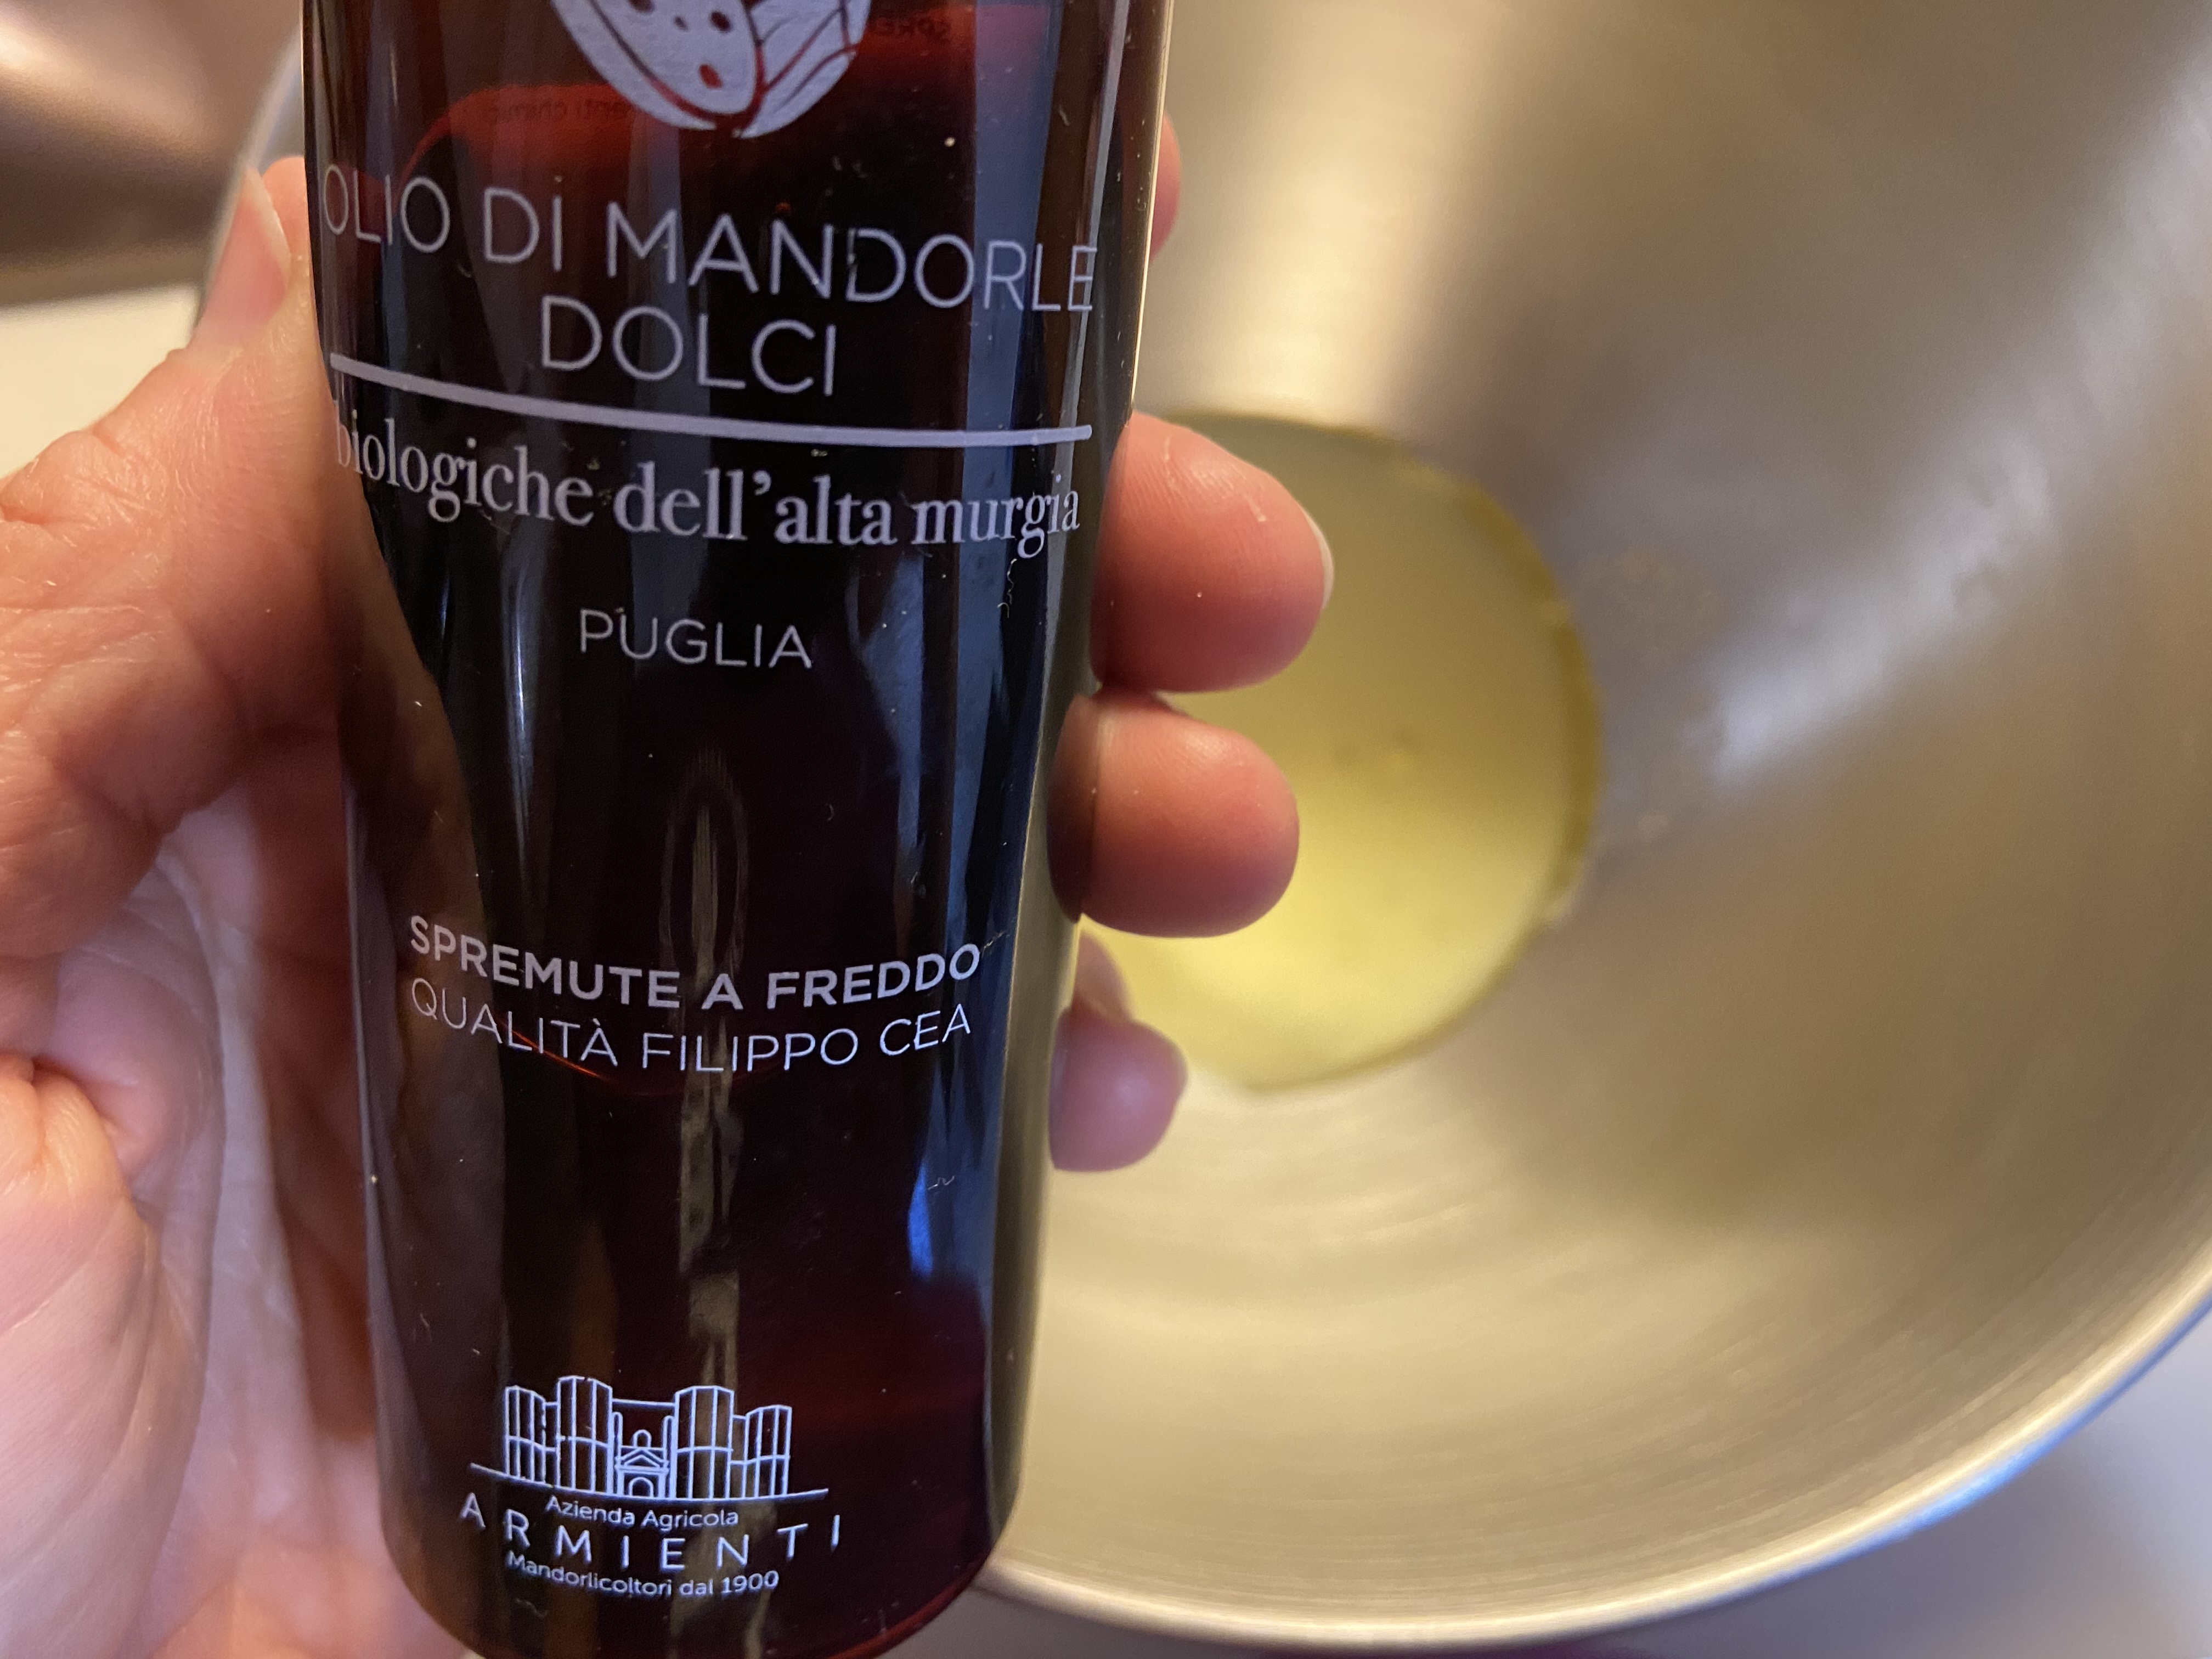 OLIO DI MANDORLE
DOLCI
biologiche dell'alta murgia
PUGLIA
SPREMUTE A FREDDO
QUALITÀ FILIPPO CEA
Azienda Agricola
ARMIENTI
Mandorlicoltori dal 1900